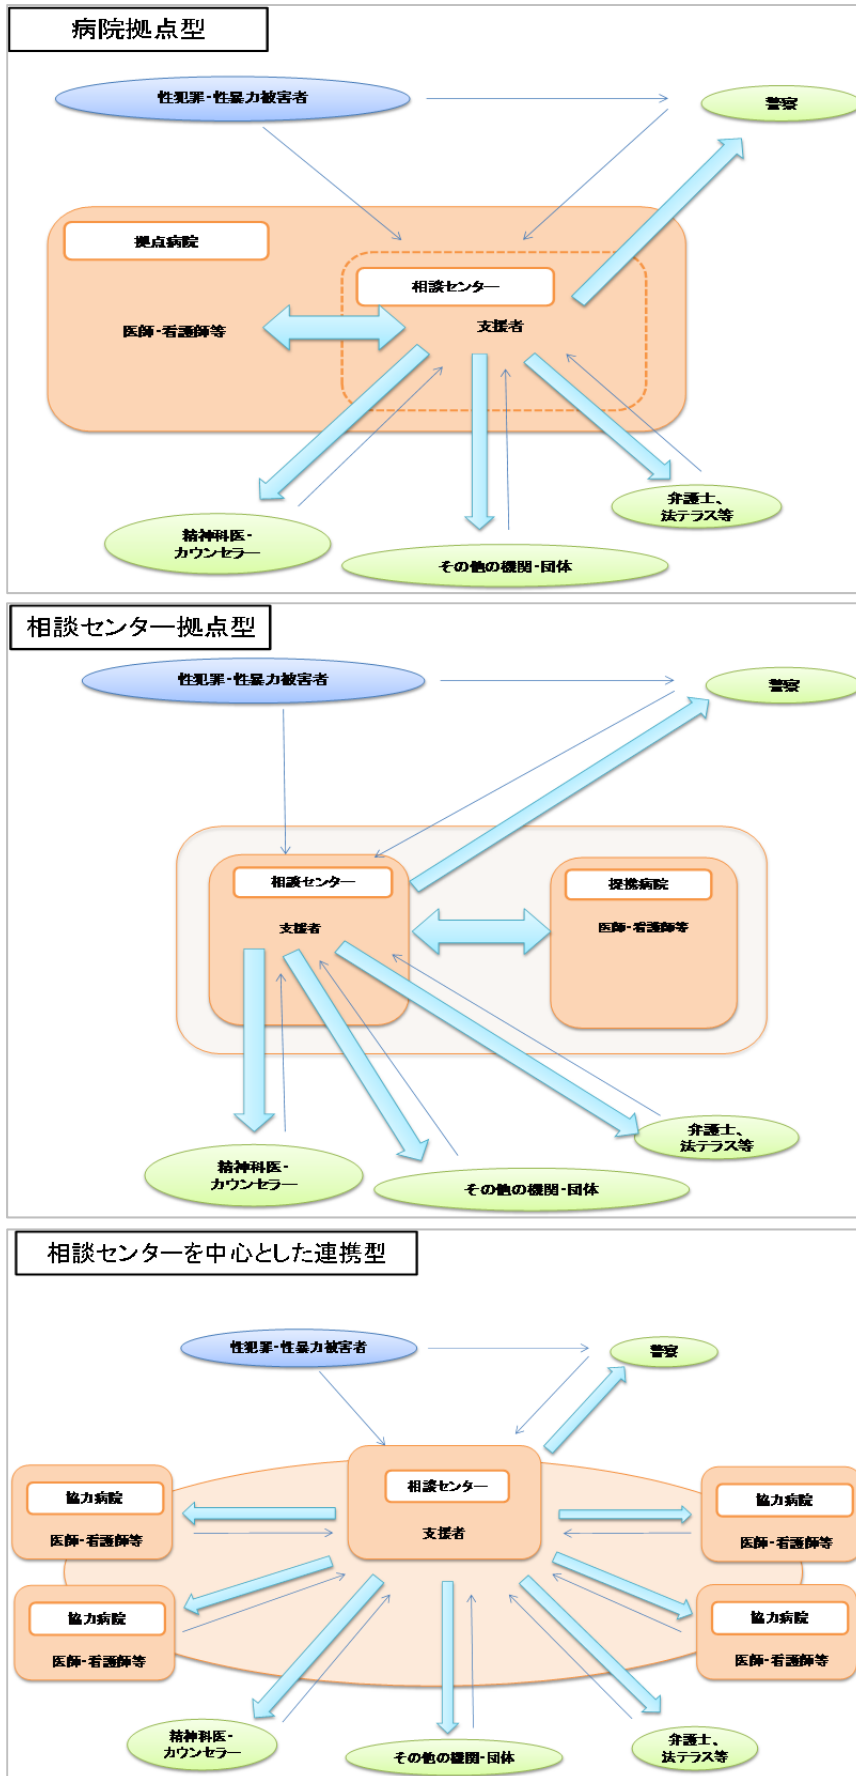 病院拠点型
性犯罪・性暴力被害者
警察
拠点病院
相談センター
医師・看護師等
支援者
弁護士、
法テラス等
精神科医・
カウンセラー
その他の機関・団体
相談センター拠点型
性犯罪・性暴力被害者
警察
相談センター
提携病院
支援者
医師・看護師等
弁護士、
法テラス等
精神科医・
カウンセラー
その他の機関・団体
相談センターを中心とした連携型
性犯罪・性暴力被害者
警察
相談センター
支援者
協力病院
医師・看護師等
協力病院
医師・看護師等
協力病院
医師・看護師等
協力病院
医師・看護師等
精神科医・
カウンセラー
その他の機関・団体
弁護士、
法テラス等